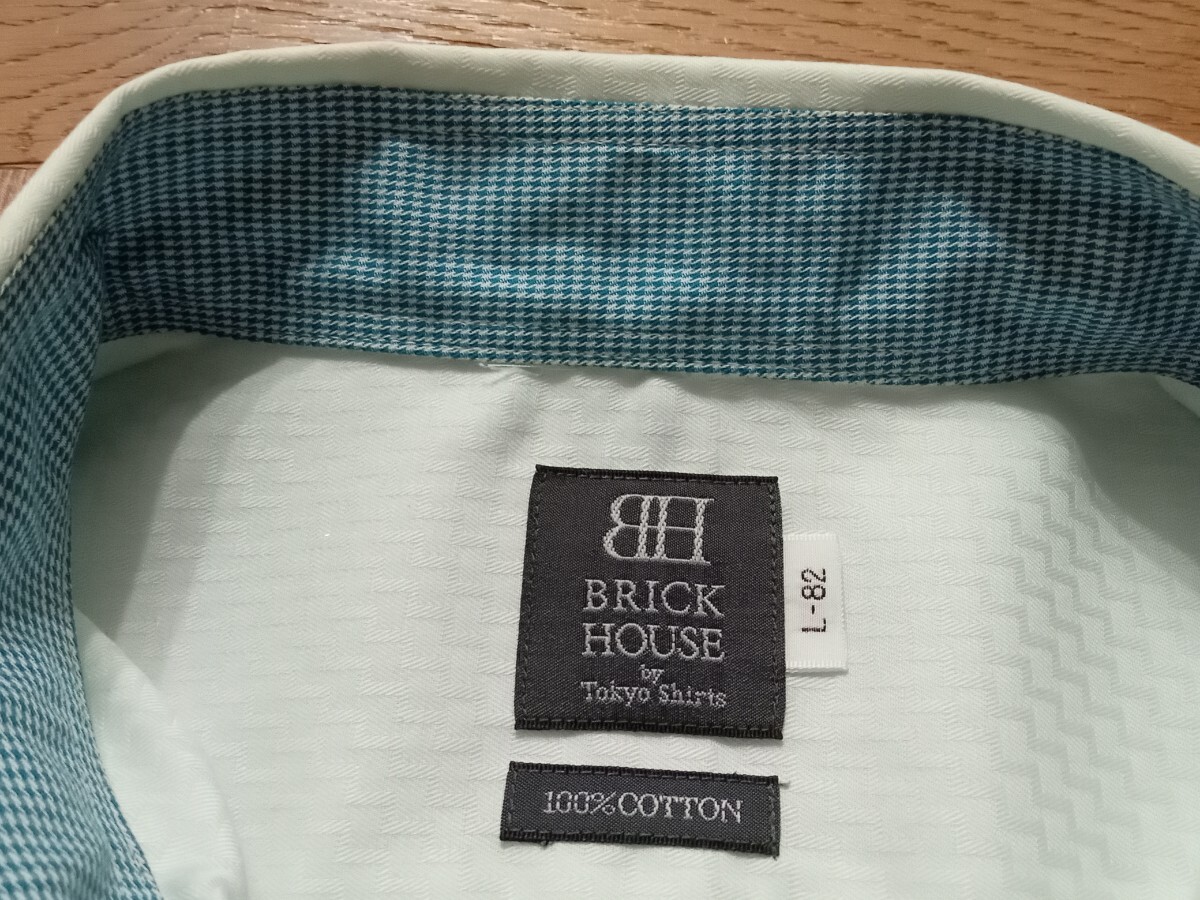 BH
BRICK
HOUSE
by
Tokyo Shirts
L-82
100%COTTON